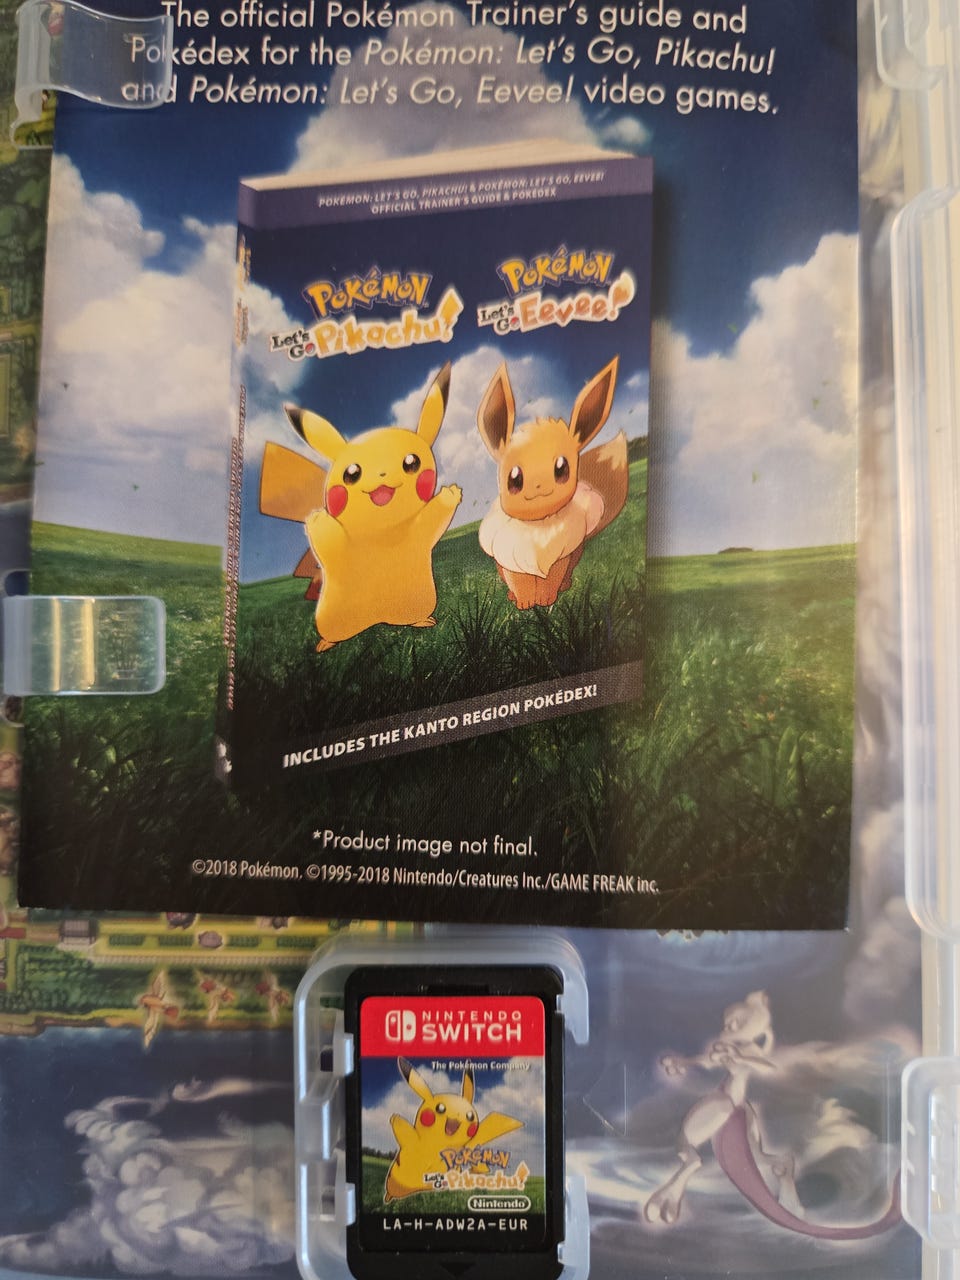 The official Pokémon Trainer's guide and
Pokédex for the Pokémon: Let's Go, Pikachu!
and Pokémon: Let's Go, Eevee! video games.
POKÉMON: LET'S GO, PIKACHU! & POKÉMON: LET'S GO, EEVEE!
OFFICIAL TRAINER'S GUIDE & POKÉDEX
POKéMON
Let's Go Pikachu!
POKéMON
Let's Go Eevee!
INCLUDES THE KANTO REGION POKÉDEX!
*Product image not final.
©2018 Pokémon. ©1995-2018 Nintendo/Creatures Inc./GAME FREAK inc.
NINTENDO
SWITCH
The Pokémon Company
POKéMON
Let's Go Pikachu!
Nintendo
LA-H-ADW2A-EUR